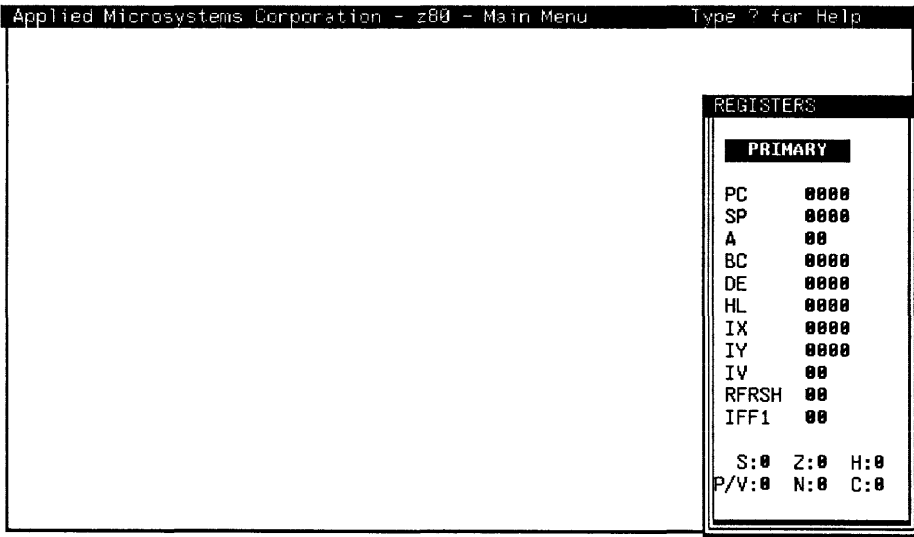 Applied Microsystems Corporation - z80 - Main Menu Type ? for Help
REGISTERS
PRIMARY
PC 0000
SP 0000
A 00
BC 0000
DE 0000
HL 0000
IX 0000
IY 0000
IV 00
RFRSH 00
IFF1 00
S:0 Z:0 H:0
P/V:0 N:0 C:0